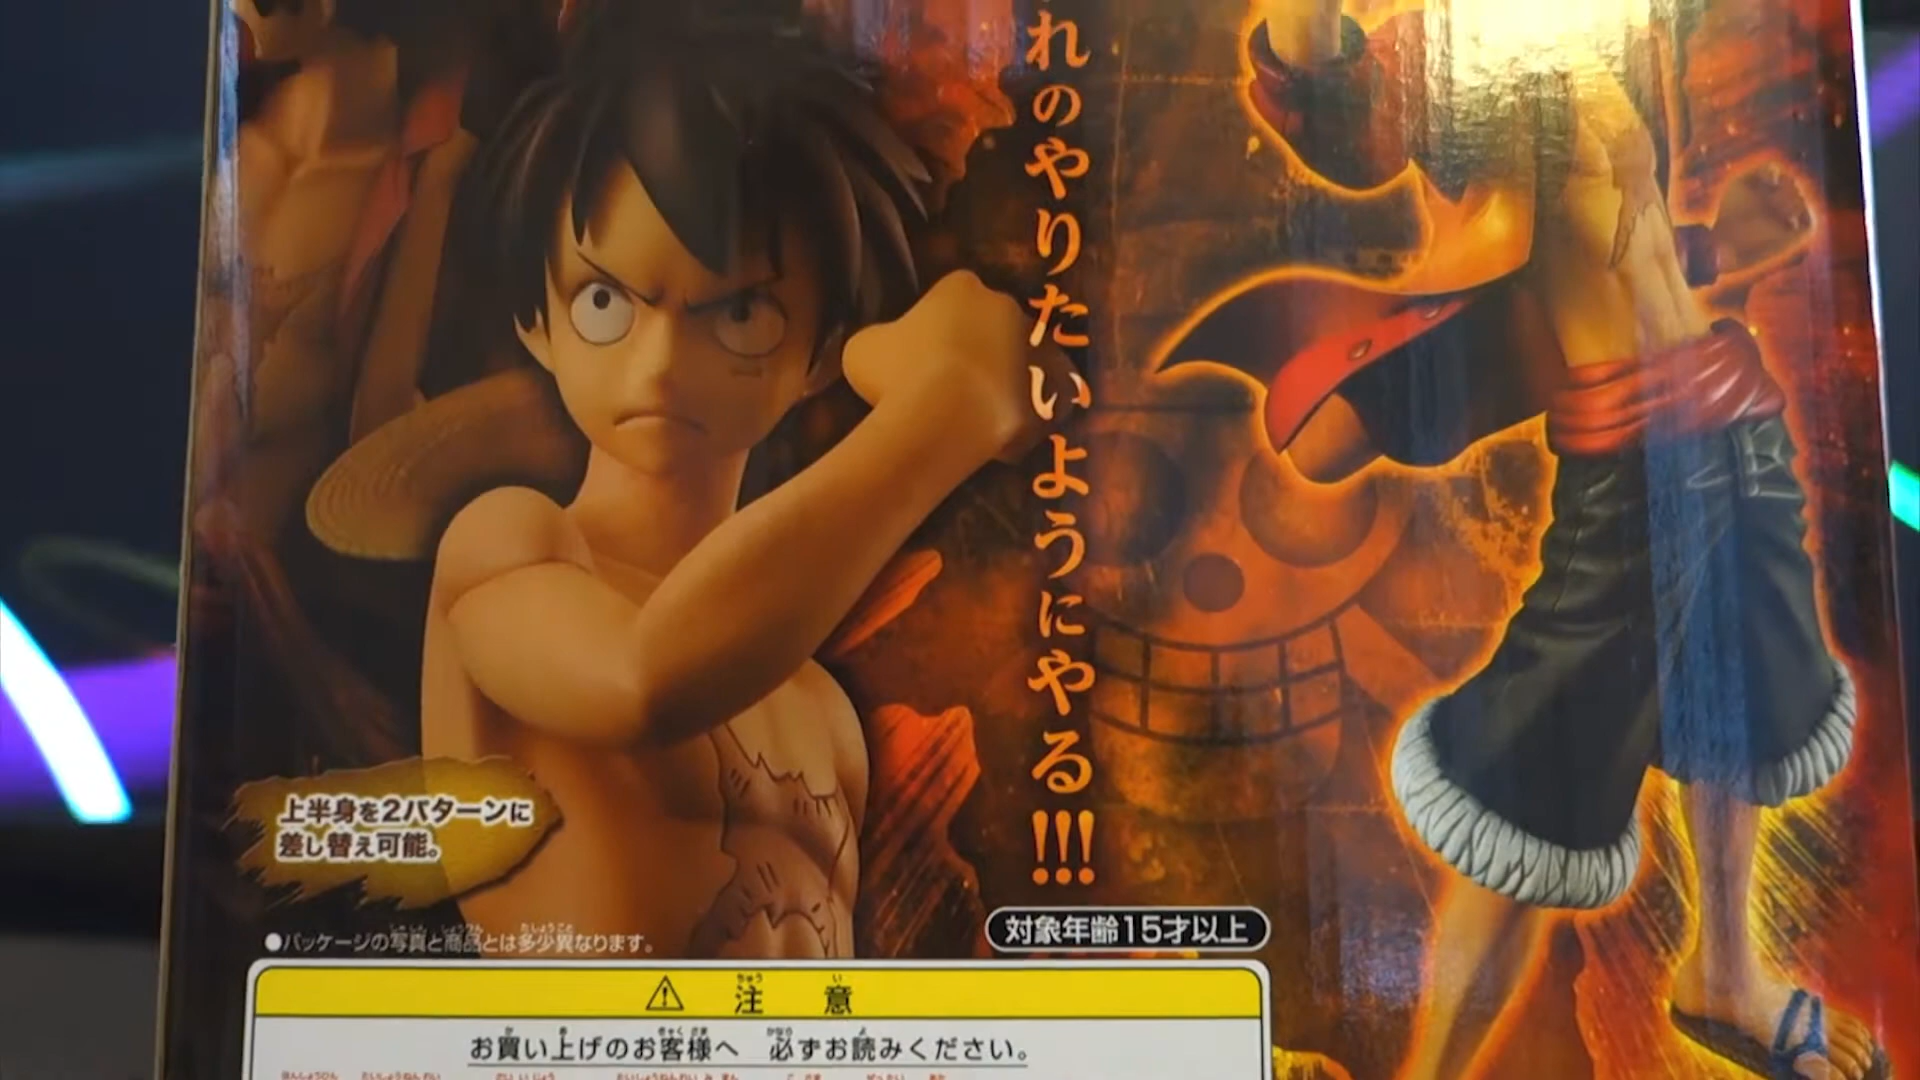 れのやりたいようにやる!!!
上半身を2パターンに
差し替え可能。
●パッケージの写真と商品とは多少異なります。
対象年齢15才以上
⚠ 注意
お買い上げのお客様へ 必ずお読みください。